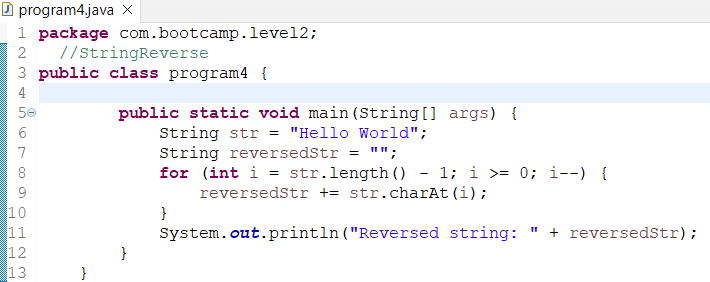 program4.java
1 package com.bootcamp.level2;
2 //StringReverse
3 public class program4 {
4
5 public static void main(String[] args) {
6 String str = "Hello World";
7 String reversedStr = "";
8 for (int i = str.length() - 1; i >= 0; i--) {
9 reversedStr += str.charAt(i);
10 }
11 System.out.println("Reversed string: " + reversedStr);
12 }
13 }